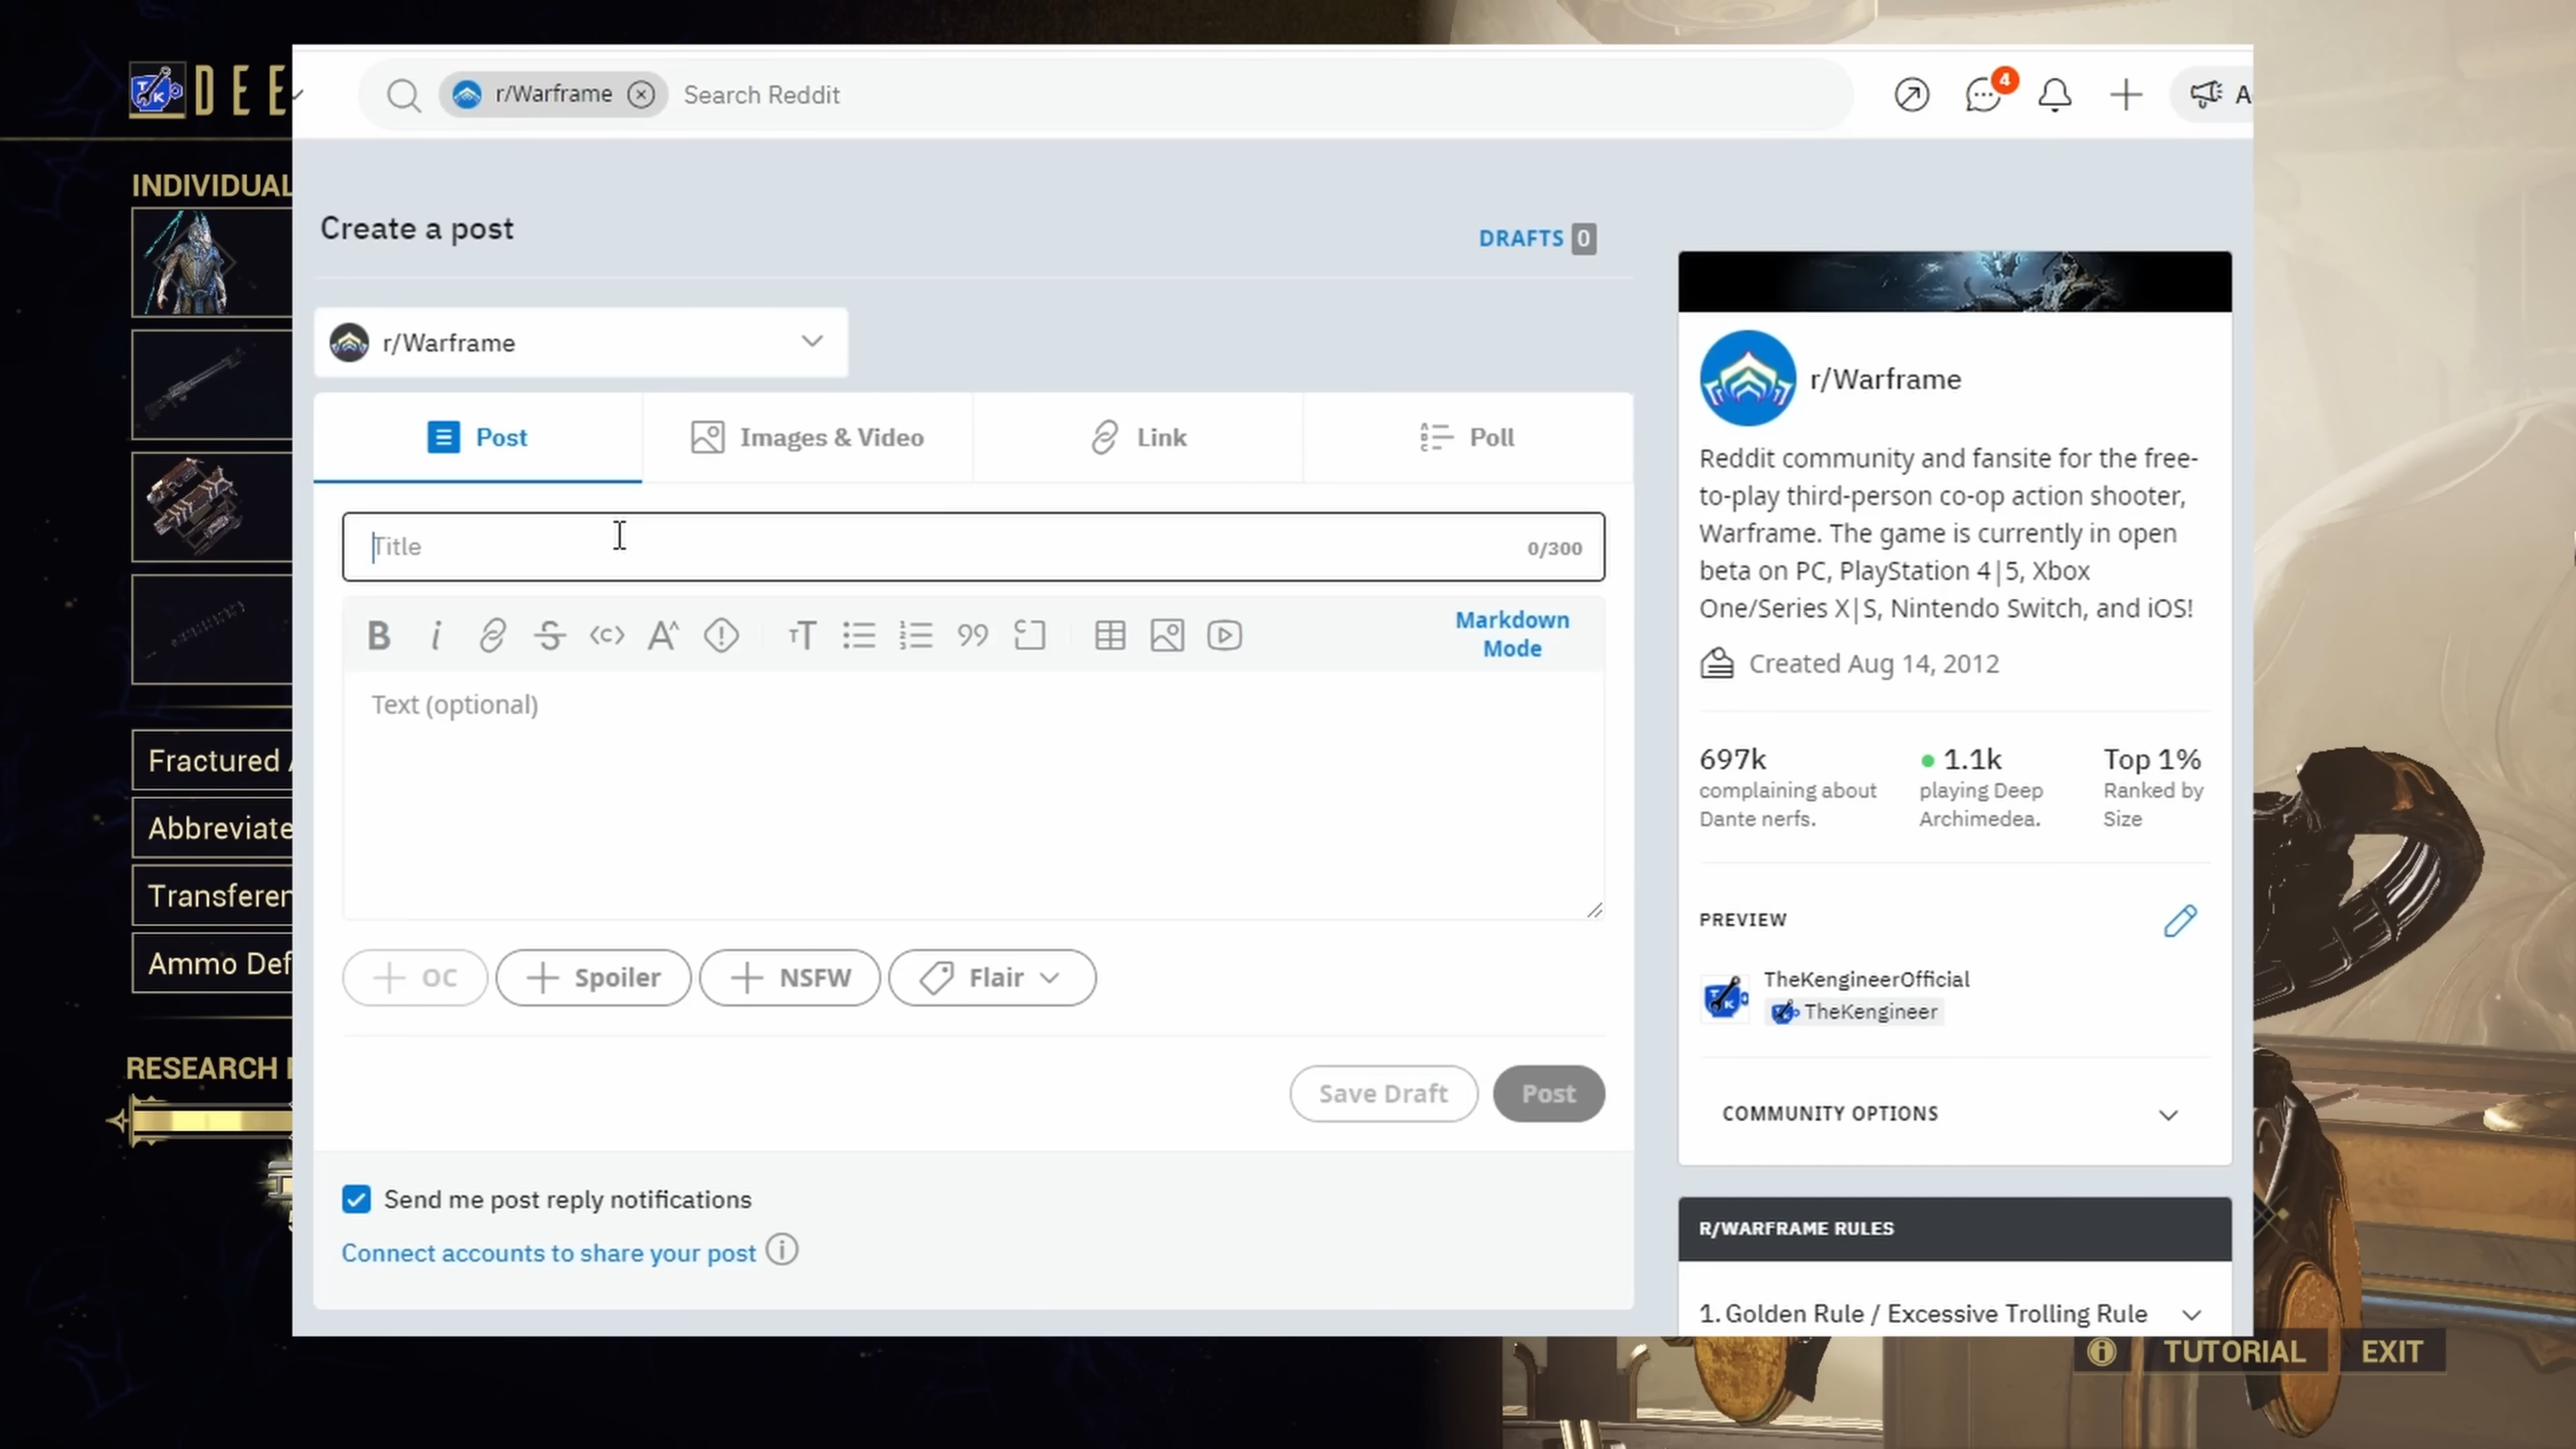 DEE
r/Warframe
Search Reddit
4
A
INDIVIDUAL
Create a post
DRAFTS 0
r/Warframe
Post
Images & Video
Link
Poll
Title
0/300
Markdown
Mode
Text (optional)
OC
Spoiler
NSFW
Flair
Save Draft
Post
Send me post reply notifications
Connect accounts to share your post
Fractured
Abbreviate
Transferen
Ammo Def
RESEARCH
r/Warframe
Reddit community and fansite for the free-
to-play third-person co-op action shooter,
Warframe. The game is currently in open
beta on PC, PlayStation 4|5, Xbox
One/Series X|S, Nintendo Switch, and iOS!
Created Aug 14, 2012
697k
complaining about
Dante nerfs.
1.1k
playing Deep
Archimedea.
Top 1%
Ranked by
Size
PREVIEW
TK
TheKengineerOfficial
TheKengineer
COMMUNITY OPTIONS
R/WARFRAME RULES
1. Golden Rule / Excessive Trolling Rule
TUTORIAL
EXIT